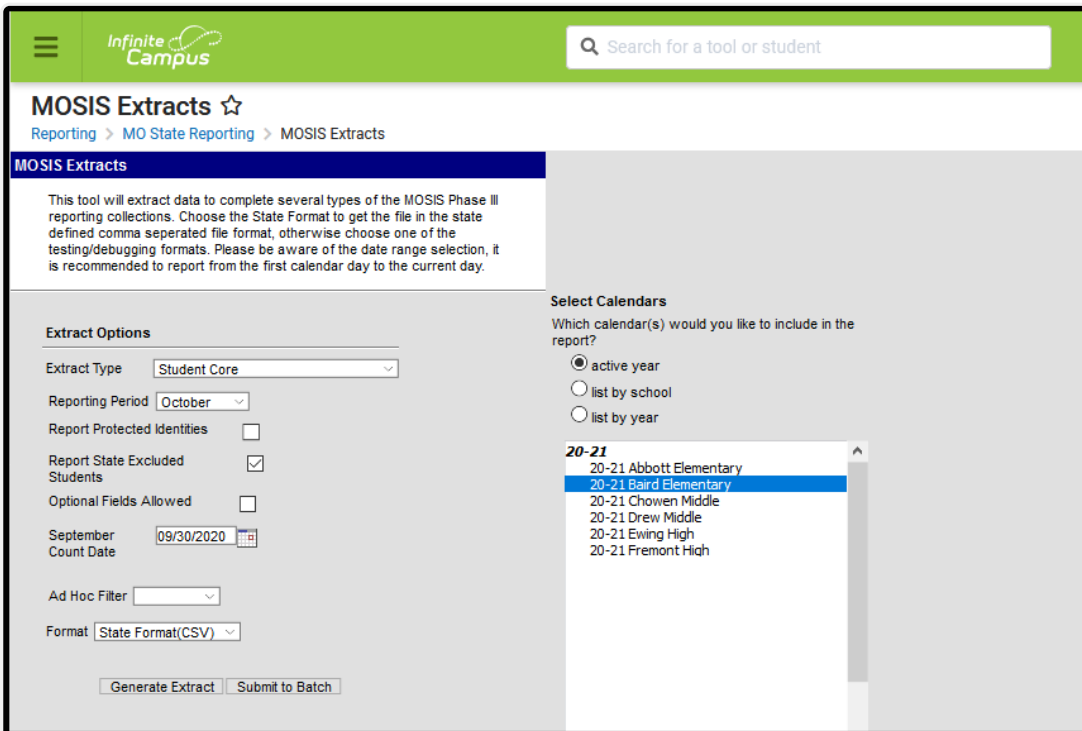 Infinite
Campus
Search for a tool or student
MOSIS Extracts
Reporting > MO State Reporting > MOSIS Extracts
MOSIS Extracts
This tool will extract data to complete several types of the MOSIS Phase III
reporting collections. Choose the State Format to get the file in the state
defined comma seperated file format, otherwise choose one of the
testing/debugging formats. Please be aware of the date range selection, it
is recommended to report from the first calendar day to the current day.
Extract Options
Extract Type Student Core
Reporting Period October
Report Protected Identities
Report State Excluded
Students
Optional Fields Allowed
September 09/30/2020
Count Date
Ad Hoc Filter
Format State Format(CSV)
Generate Extract Submit to Batch
Select Calendars
Which calendar(s) would you like to include in the
report?
active year
list by school
list by year
20-21
20-21 Abbott Elementary
20-21 Baird Elementary
20-21 Chowen Middle
20-21 Drew Middle
20-21 Ewing High
20-21 Fremont High